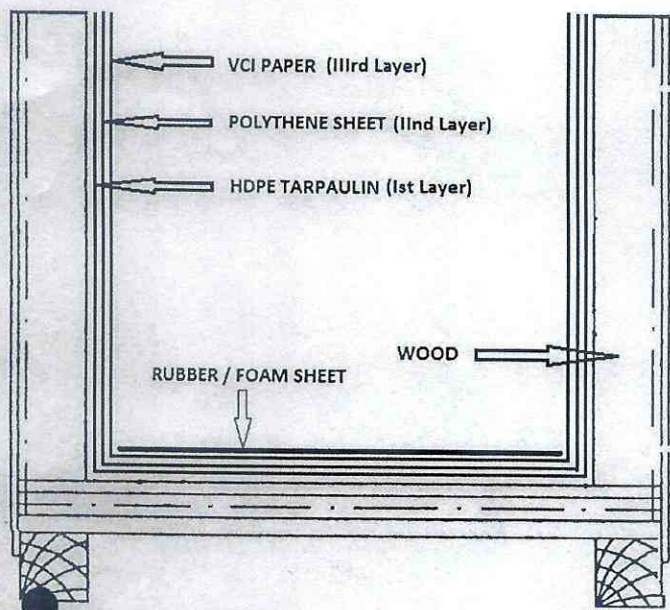 VCI PAPER (IIIrd Layer)
POLYTHENE SHEET (IInd Layer)
HDPE TARPAULIN (Ist Layer)
WOOD
RUBBER / FOAM SHEET